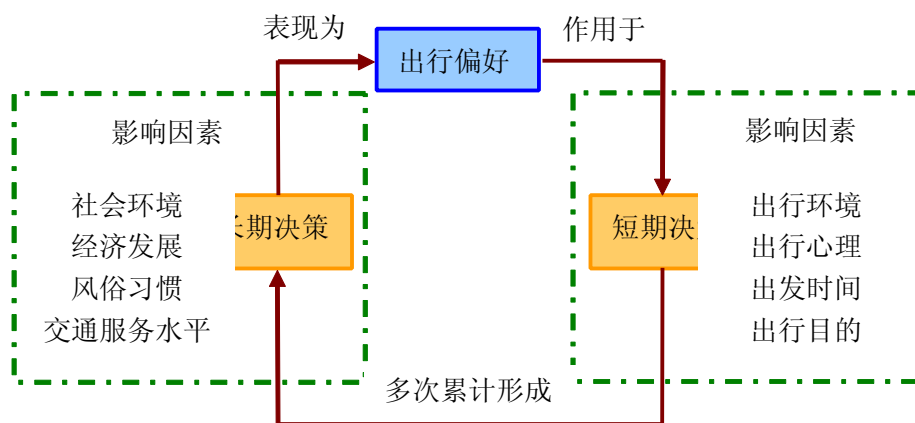 表现为
出行偏好
作用于
影响因素
社会环境
经济发展
风俗习惯
交通服务水平
长期决策
短期决
影响因素
出行环境
出行心理
出发时间
出行目的
多次累计形成